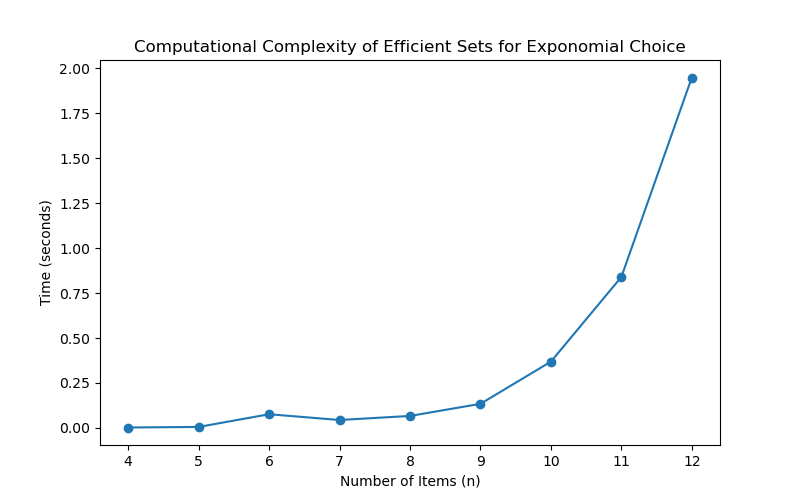 Computational Complexity of Efficient Sets for Exponomial Choice
2.00
1.75
1.50
1.25
1.00
0.75
0.50
0.25
0.00
Time (seconds)
4 5 6 7 8 9 10 11 12
Number of Items (n)